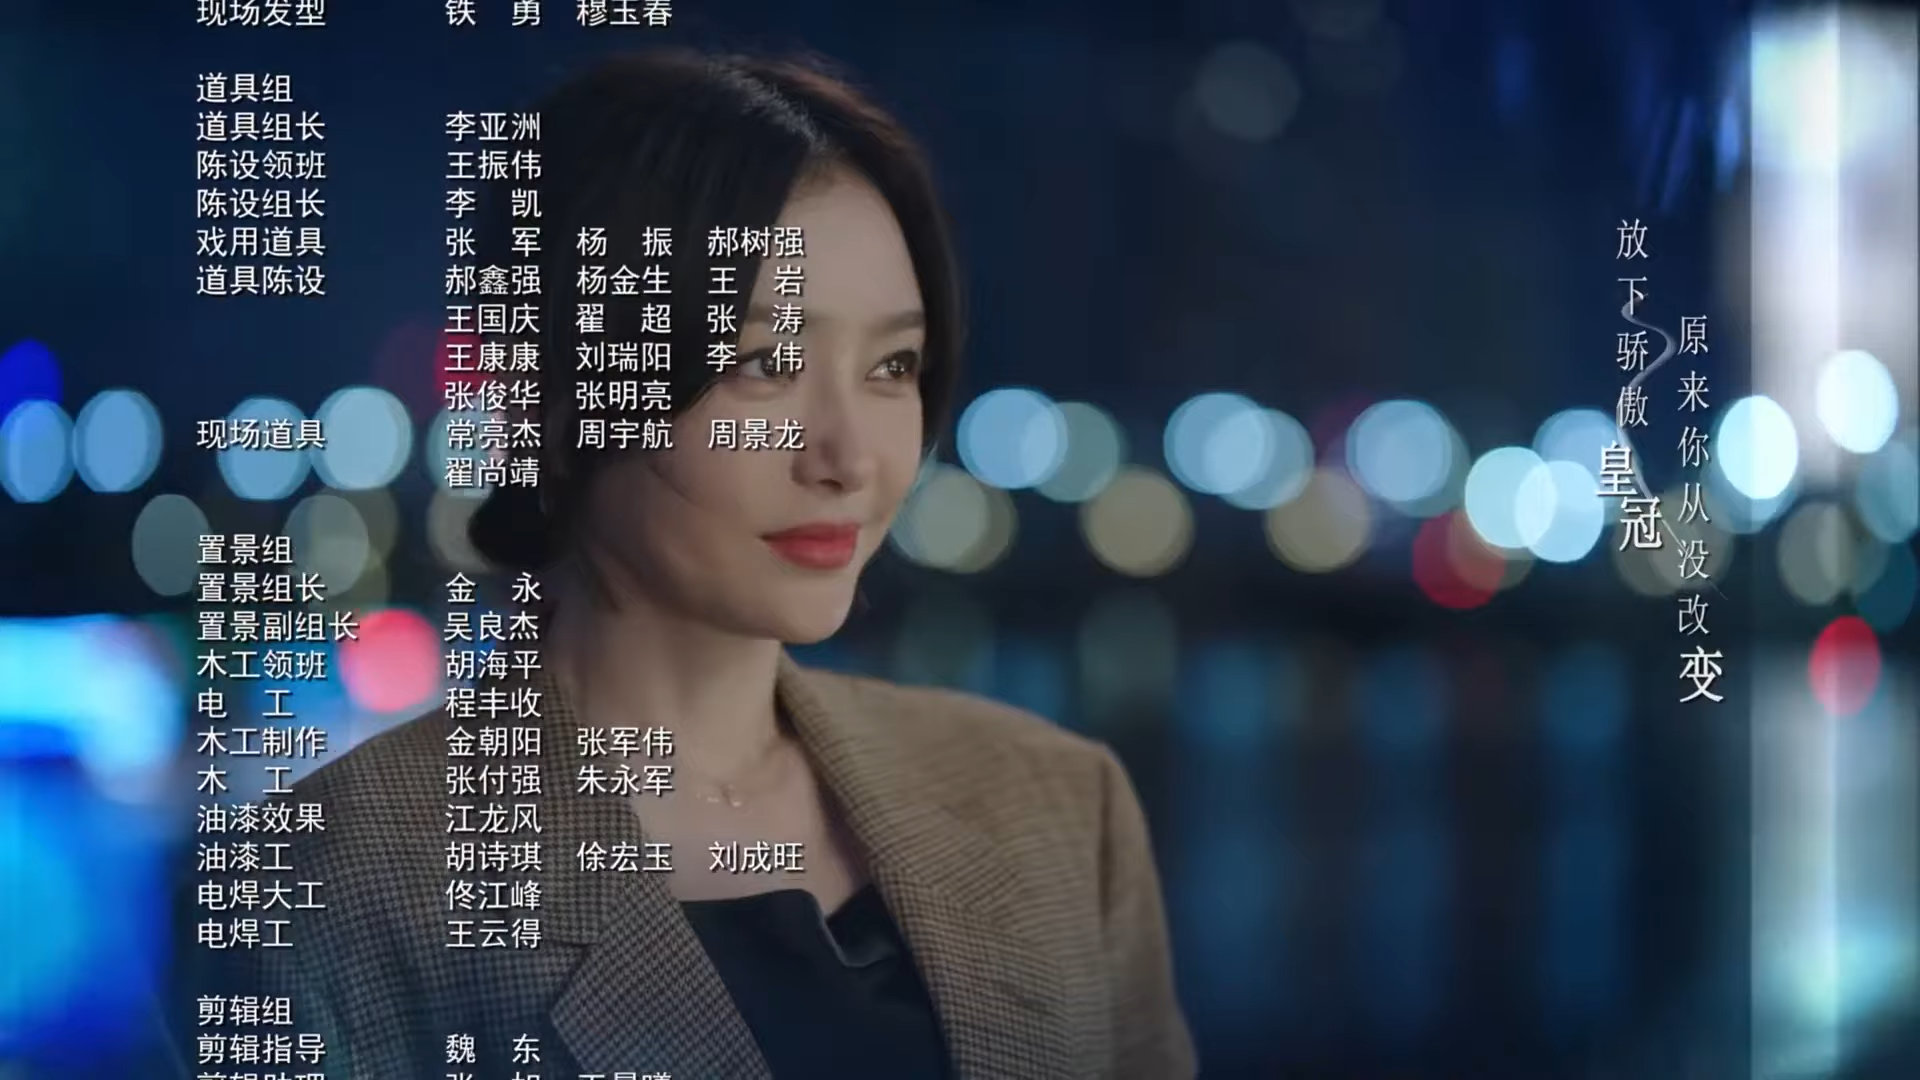 现场发型 铁 勇 穆玉春
道具组
道具组长 李亚洲
陈设领班 王振伟
陈设组长 李 凯
戏用道具 张 军 杨 振 郝树强
道具陈设 郝鑫强 杨金生 王 岩
王国庆 翟 超 张 涛
王康康 刘瑞阳 李 伟
张俊华 张明亮
现场道具 常亮杰 周宇航 周景龙
翟尚靖
置景组
置景组长 金 永
置景副组长 吴良杰
木工领班 胡海平
电 工 程丰收
木工制作 金朝阳 张军伟
木 工 张付强 朱永军
油漆效果 江龙风
油漆工 胡诗琪 徐宏玉 刘成旺
电焊大工 佟江峰
电焊工 王云得
剪辑组
剪辑指导 魏 东
剪辑助理
放下骄傲皇冠
原来你从没改变